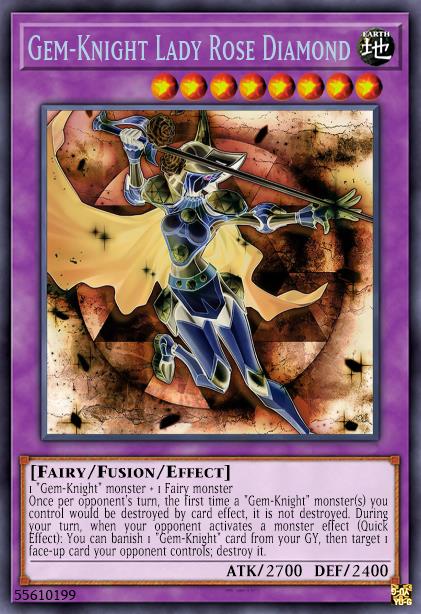 Gem-Knight Lady Rose Diamond
EARTH
地
[Fairy/Fusion/Effect]
1 "Gem-Knight" monster + 1 Fairy monster
Once per opponent's turn, the first time a "Gem-Knight" monster(s) you
control would be destroyed by card effect, it is not destroyed. During
your turn, when your opponent activates a monster effect (Quick
Effect): You can banish 1 "Gem-Knight" card from your GY, then target 1
face-up card your opponent controls; destroy it.
ATK/2700 DEF/2400
55610199